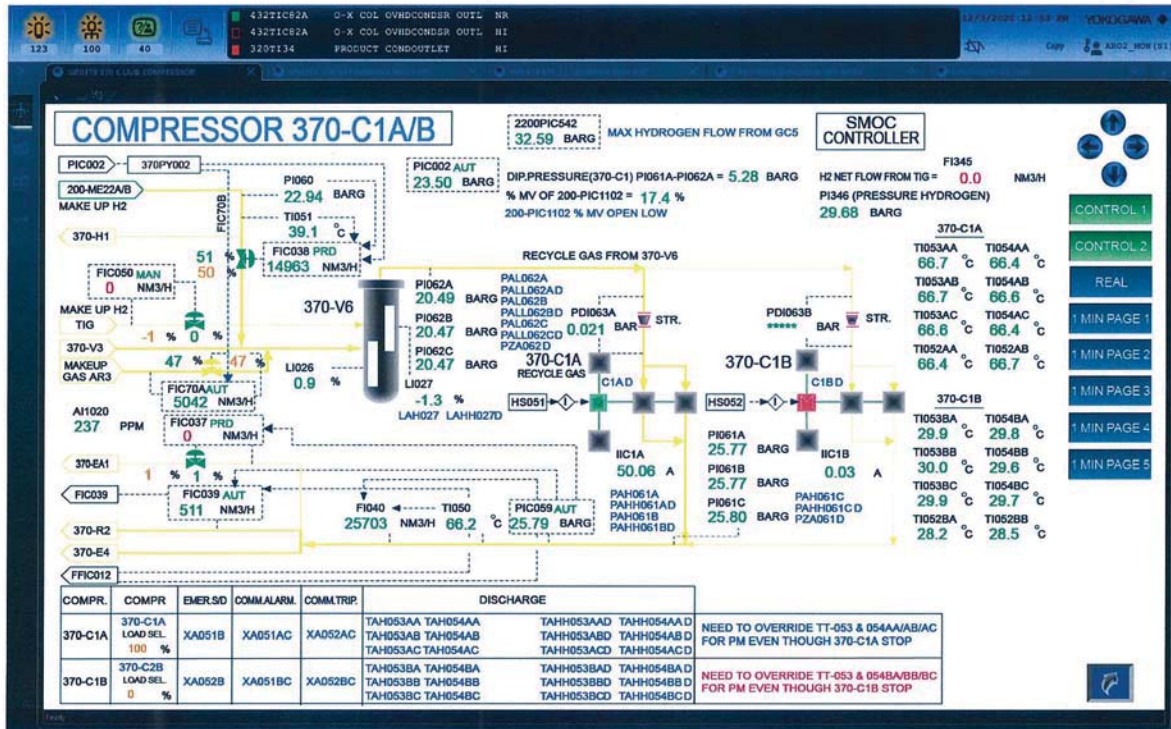 432TIC82A O-X COL OVHDCONDSR OUTL NR
432TIC82A O-X COL OVHDCONDSR OUTL HI
320TI34 PRODUCT CONDOUTLET HI
YOKOGAWA
123 100 40
Copy
COMPRESSOR 370-C1A/B
2200PIC542
32.59 BARG
MAX HYDROGEN FLOW FROM GC5
SMOC CONTROLLER
PIC002 370PY002
PIC002 AUT
23.50 BARG
DIP.PRESSURE(370-C1) PI061A-PI062A = 5.28 BARG
% MV OF 200-PIC1102 = 17.4 %
200-PIC1102 % MV OPEN LOW
FI345
H2 NET FLOW FROM TIG = 0.0 NM3/H
PI346 (PRESSURE HYDROGEN)
29.68 BARG
200-ME22A/B
MAKE UP H2
FIC70B
PI060
22.94 BARG
TI051
39.1 °C
370-H1
51 %
50
FIC038 PRD
14963 NM3/H
FIC050 MAN
0 NM3/H
MAKE UP H2
TIG
-1 % 0 %
370-V3
47 % 47 %
MAKEUP
GAS AR3
FIC70A AUT
5042 NM3/H
AI1020
237 PPM
FIC037 PRD
0 NM3/H
370-EA1
1 % 1 %
FIC039
FIC039 AUT
511 NM3/H
370-R2
370-E4
FFIC012
370-V6
LI026
0.9 %
LI027
-1.3 %
LAH027 LAHH027D
PI062A
20.49 BARG
PI062B
20.47 BARG
PI062C
20.47 BARG
RECYCLE GAS FROM 370-V6
PAL062A
PALL062AD
PAL062B
PALL062BD
PAL062C
PALL062CD
PZA062D
PDI063A
0.021 BAR
STR.
PDI063B
***** BAR
STR.
370-C1A
RECYCLE GAS
C1A D
HS051
370-C1B
C1B D
HS052
IIC1A
50.06 A
PAH061A
PAHH061AD
PAH061B
PAHH061BD
PI061A
25.77 BARG
PI061B
25.77 BARG
PI061C
25.80 BARG
IIC1B
0.03 A
PAH061C
PAHH061CD
PZA061D
FI040
25703 NM3/H
TI050
66.2 °C
PIC059 AUT
25.79 BARG
370-C1A
TI053AA TI054AA
66.7 °C 66.4 °C
TI053AB TI054AB
66.7 °C 66.6 °C
TI053AC TI054AC
66.6 °C 66.4 °C
TI052AA TI052AB
66.4 °C 66.7 °C
370-C1B
TI053BA TI054BA
29.9 °C 29.8 °C
TI053BB TI054BB
30.0 °C 29.6 °C
TI053BC TI054BC
29.9 °C 29.7 °C
TI052BA TI052BB
28.2 °C 28.5 °C
CONTROL 1
CONTROL 2
REAL
1 MIN PAGE 1
1 MIN PAGE 2
1 MIN PAGE 3
1 MIN PAGE 4
1 MIN PAGE 5
COMPR. COMPR EMER.S/D COMM.ALARM. COMM.TRIP. DISCHARGE
370-C1A 370-C1A LOAD SEL. 100 % XA051B XA051AC XA052AC
TAH053AA TAH054AA TAHH053AAD TAHH054AAD
TAH053AB TAH054AB TAHH053ABD TAHH054ABD
TAH053AC TAH054AC TAHH053ACD TAHH054ACD
NEED TO OVERRIDE TT-053 & 054AA/AB/AC
FOR PM EVEN THOUGH 370-C1A STOP
370-C1B 370-C2B LOAD SEL. 0 % XA052B XA051BC XA052BC
TAH053BA TAH054BA TAHH053BAD TAHH054BAD
TAH053BB TAH054BB TAHH053BBD TAHH054BBD
TAH053BC TAH054BC TAHH053BCD TAHH054BCD
NEED TO OVERRIDE TT-053 & 054BA/BB/BC
FOR PM EVEN THOUGH 370-C1B STOP
Ready